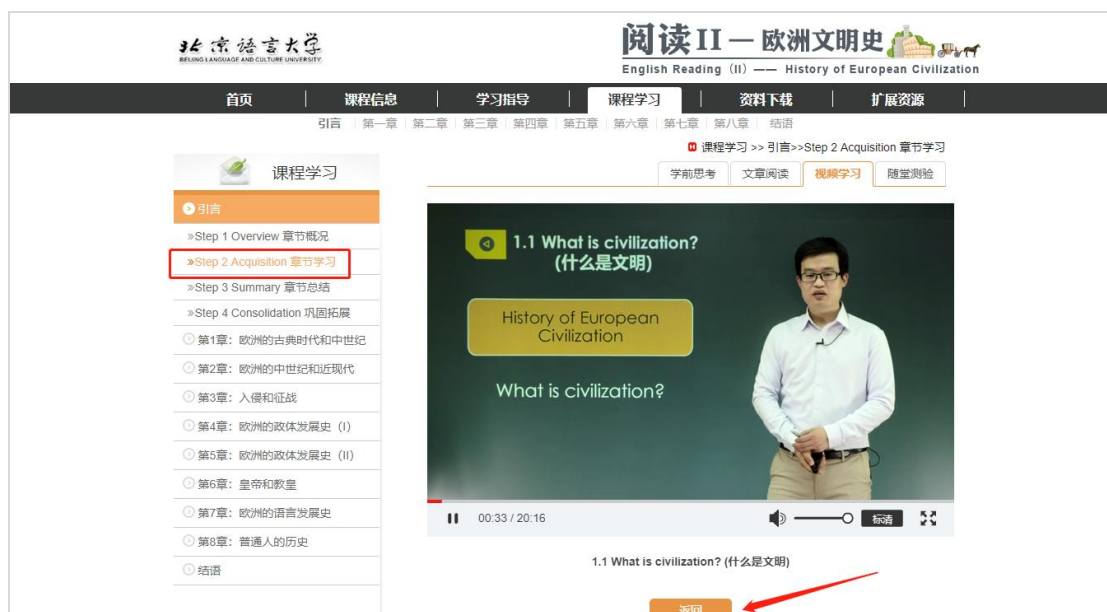 北京语言大学
BEIJING LANGUAGE AND CULTURE UNIVERSITY
阅读II — 欧洲文明史
English Reading (II) —— History of European Civilization
首页 | 课程信息 | 学习指导 | 课程学习 | 资料下载 | 扩展资源 |
引言 | 第一章 | 第二章 | 第三章 | 第四章 | 第五章 | 第六章 | 第七章 | 第八章 | 结语
课程学习 >> 引言>>Step 2 Acquisition 章节学习
课程学习
学前思考 文章阅读 视频学习 随堂测验
引言
»Step 1 Overview 章节概况
»Step 2 Acquisition 章节学习
»Step 3 Summary 章节总结
»Step 4 Consolidation 巩固拓展
第1章：欧洲的古典时代和中世纪
第2章：欧洲的中世纪和近现代
第3章：入侵和征战
第4章：欧洲的政体发展史（I）
第5章：欧洲的政体发展史（II）
第6章：皇帝和教皇
第7章：欧洲的语言发展史
第8章：普通人的历史
结语
1.1 What is civilization?
(什么是文明)
History of European
Civilization
What is civilization?
00:33 / 20:16
标清
1.1 What is civilization? (什么是文明)
返回